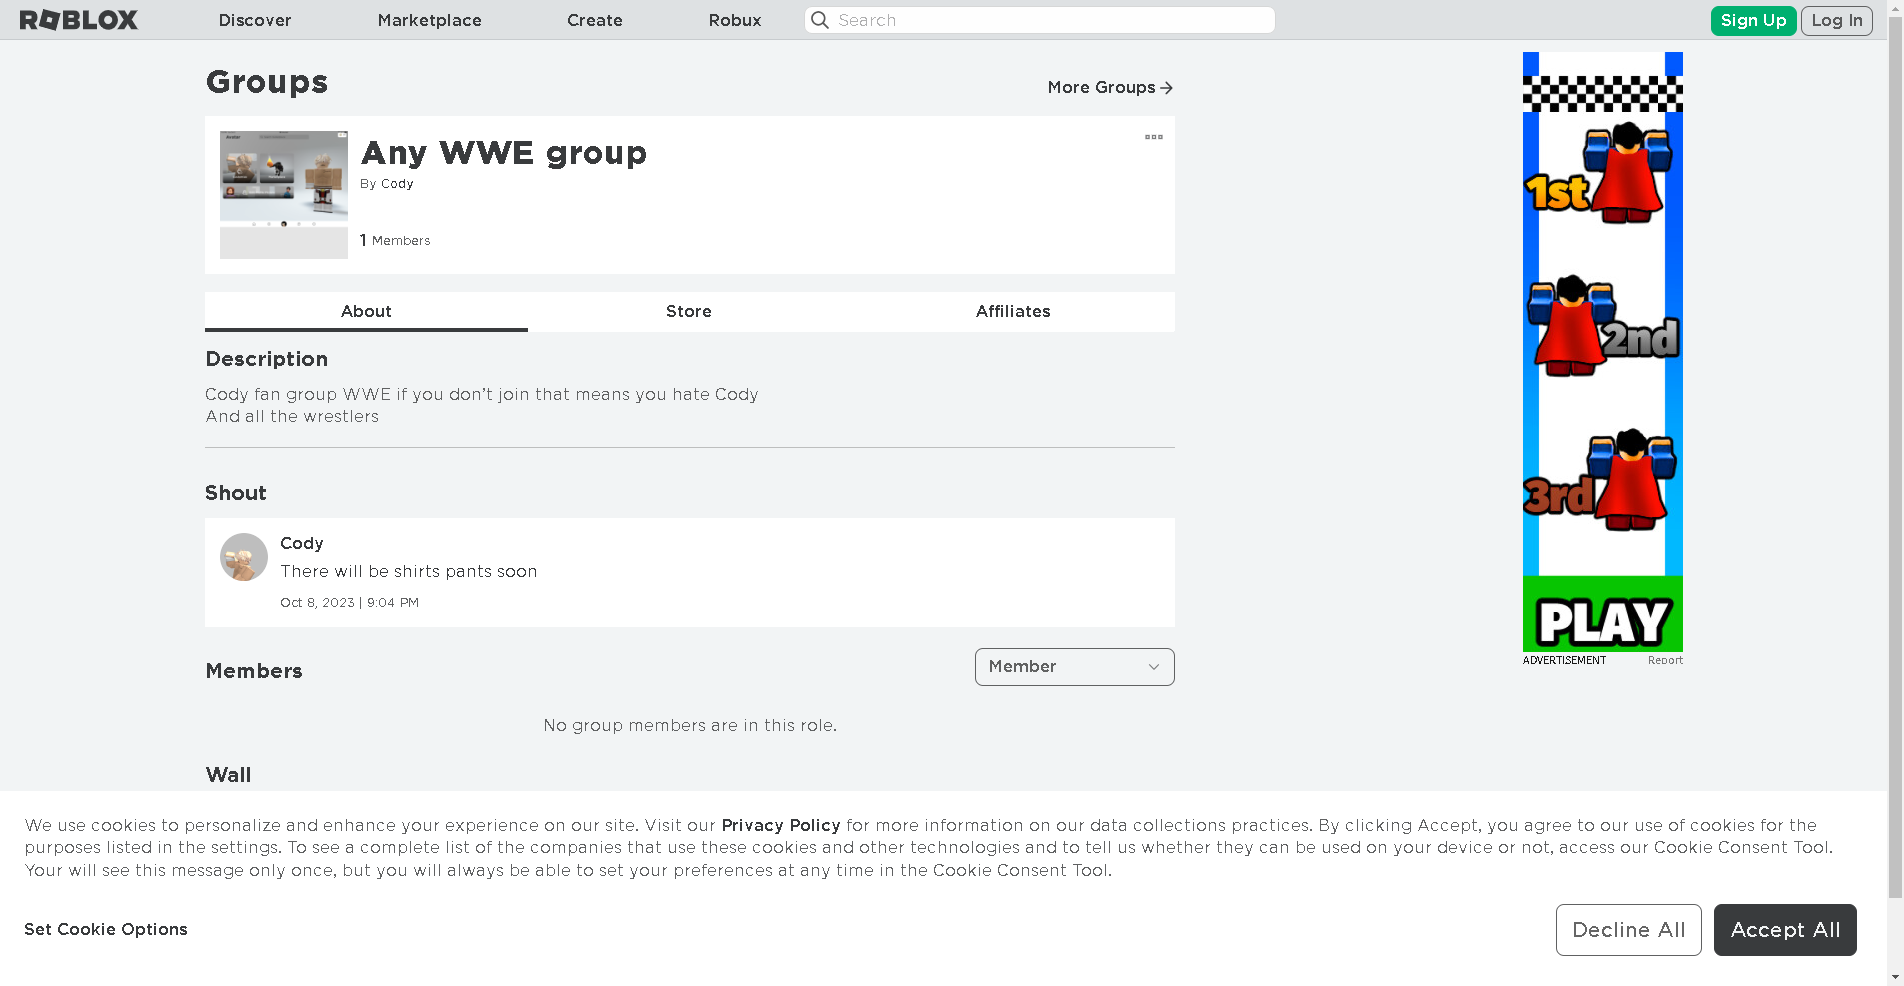 ROBLOX
Discover
Marketplace
Create
Robux
Search
Sign Up
Log In
Groups
More Groups
Any WWE group
By Cody
1 Members
About
Store
Affiliates
Description
Cody fan group WWE if you don’t join that means you hate Cody
And all the wrestlers
Shout
Cody
There will be shirts pants soon
Oct 8, 2023 | 9:04 PM
Members
Member
No group members are in this role.
Wall
1st
2nd
3rd
PLAY
ADVERTISEMENT
Report
We use cookies to personalize and enhance your experience on our site. Visit our Privacy Policy for more information on our data collections practices. By clicking Accept, you agree to our use of cookies for the
purposes listed in the settings. To see a complete list of the companies that use these cookies and other technologies and to tell us whether they can be used on your device or not, access our Cookie Consent Tool.
Your will see this message only once, but you will always be able to set your preferences at any time in the Cookie Consent Tool.
Set Cookie Options
Decline All
Accept All